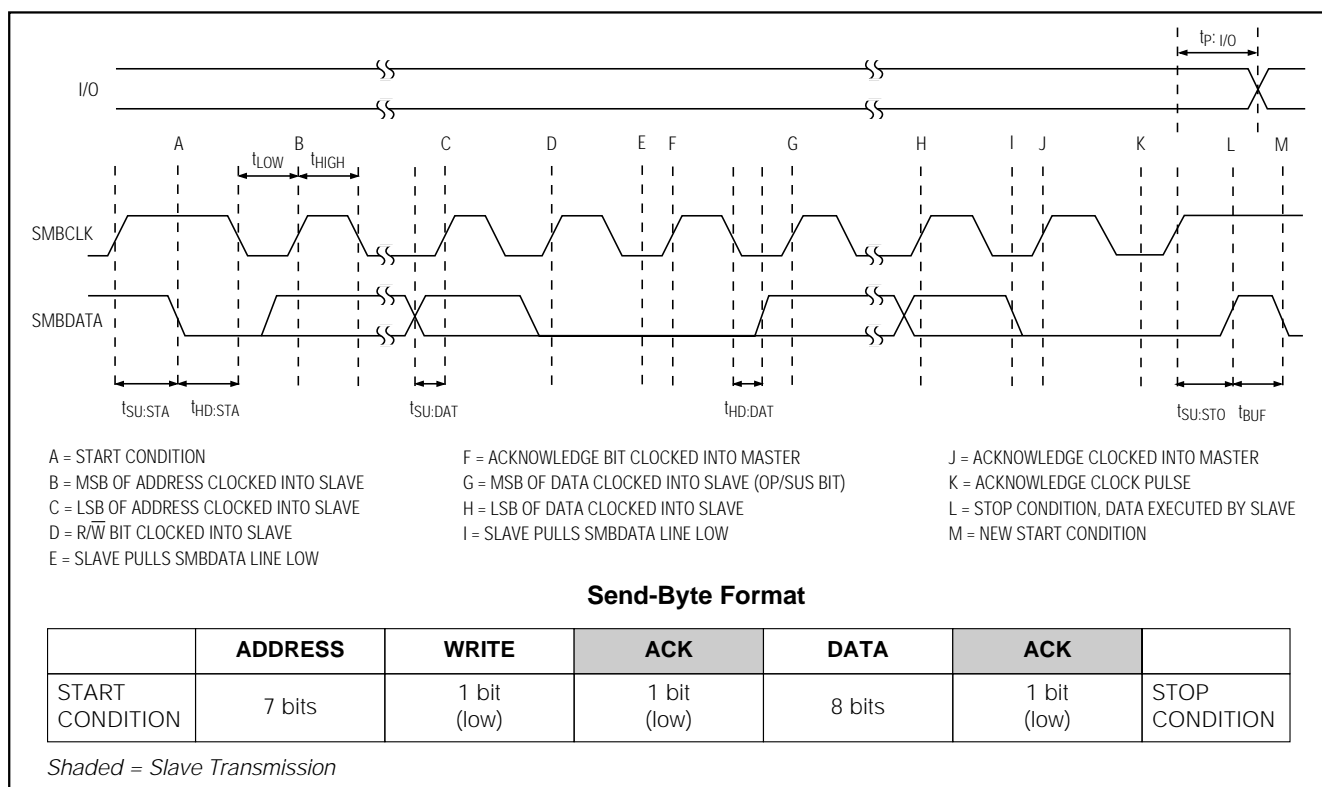 tP: I/O
I/O
A B C D E F G H I J K L M
tLOW tHIGH
SMBCLK
SMBDATA
tSU:STA tHD:STA tSU:DAT tHD:DAT tSU:STO tBUF
A = START CONDITION
B = MSB OF ADDRESS CLOCKED INTO SLAVE
C = LSB OF ADDRESS CLOCKED INTO SLAVE
D = R/W̅ BIT CLOCKED INTO SLAVE
E = SLAVE PULLS SMBDATA LINE LOW
F = ACKNOWLEDGE BIT CLOCKED INTO MASTER
G = MSB OF DATA CLOCKED INTO SLAVE (OP/SUS BIT)
H = LSB OF DATA CLOCKED INTO SLAVE
I = SLAVE PULLS SMBDATA LINE LOW
J = ACKNOWLEDGE CLOCKED INTO MASTER
K = ACKNOWLEDGE CLOCK PULSE
L = STOP CONDITION, DATA EXECUTED BY SLAVE
M = NEW START CONDITION
Send-Byte Format
ADDRESS WRITE ACK DATA ACK
START CONDITION 7 bits 1 bit (low) 1 bit (low) 8 bits 1 bit (low) STOP CONDITION
Shaded = Slave Transmission